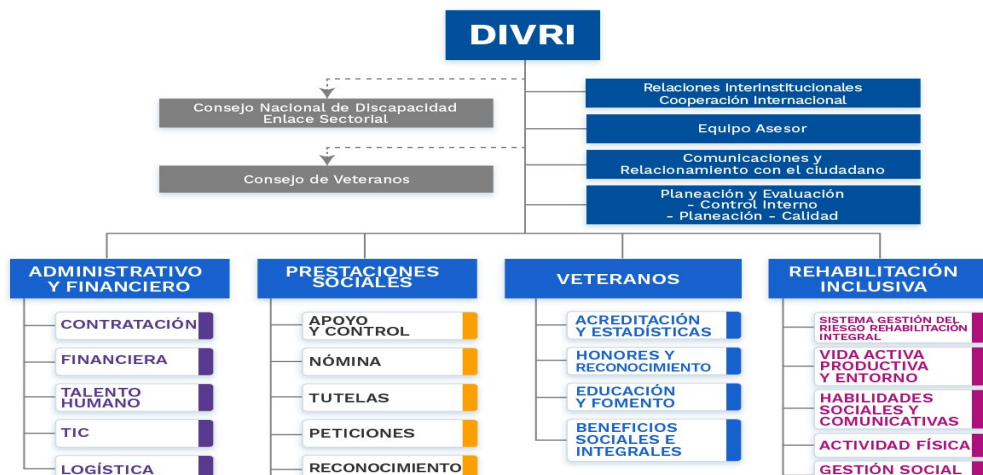 DIVRI
Consejo Nacional de Discapacidad
Enlace Sectorial
Consejo de Veteranos
Relaciones Interinstitucionales
Cooperación Internacional
Equipo Asesor
Comunicaciones y
Relacionamiento con el ciudadano
Planeación y Evaluación
- Control Interno
- Planeación - Calidad
ADMINISTRATIVO
Y FINANCIERO
CONTRATACIÓN
FINANCIERA
TALENTO
HUMANO
TIC
LOGÍSTICA
PRESTACIONES
SOCIALES
APOYO
Y CONTROL
NÓMINA
TUTELAS
PETICIONES
RECONOCIMIENTO
VETERANOS
ACREDITACIÓN
Y ESTADÍSTICAS
HONORES Y
RECONOCIMIENTO
EDUCACIÓN
Y FOMENTO
BENEFICIOS
SOCIALES E
INTEGRALES
REHABILITACIÓN
INCLUSIVA
SISTEMA GESTIÓN DEL
RIESGO REHABILITACIÓN
INTEGRAL
VIDA ACTIVA
PRODUCTIVA
Y ENTORNO
HABILIDADES
SOCIALES Y
COMUNICATIVAS
ACTIVIDAD FÍSICA
GESTIÓN SOCIAL